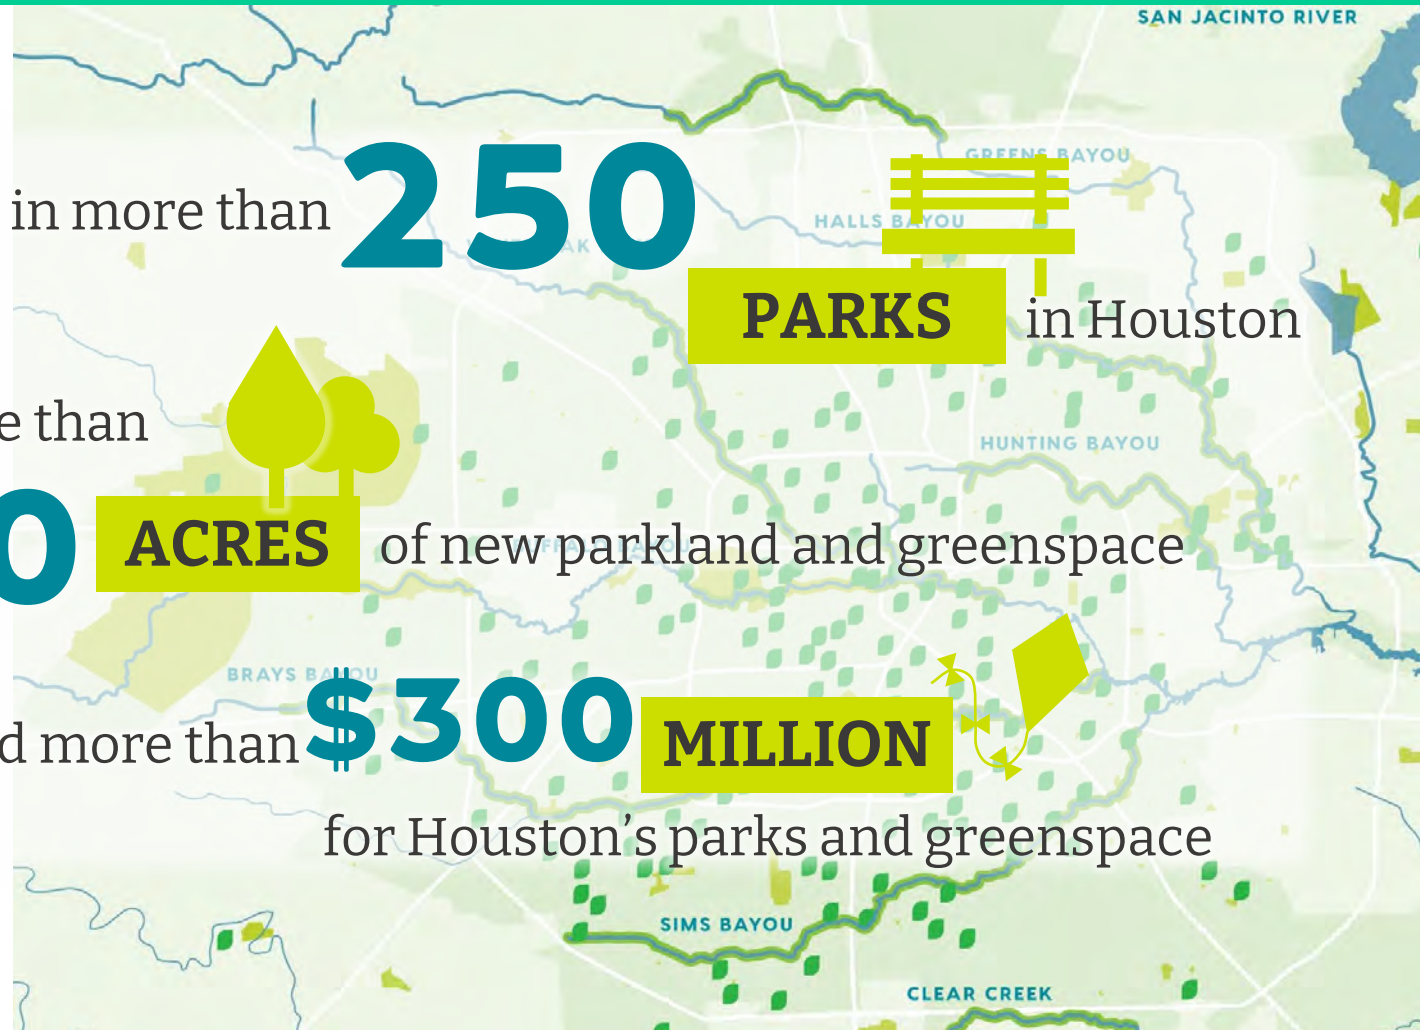 SAN JACINTO RIVER
GREENS BAYOU
in more than 250
HALLS BAYOU
PARKS in Houston
than
HUNTING BAYOU
0 ACRES of new parkland and greenspace
BRAYS BAYOU
more than $300 MILLION
for Houston’s parks and greenspace
SIMS BAYOU
CLEAR CREEK